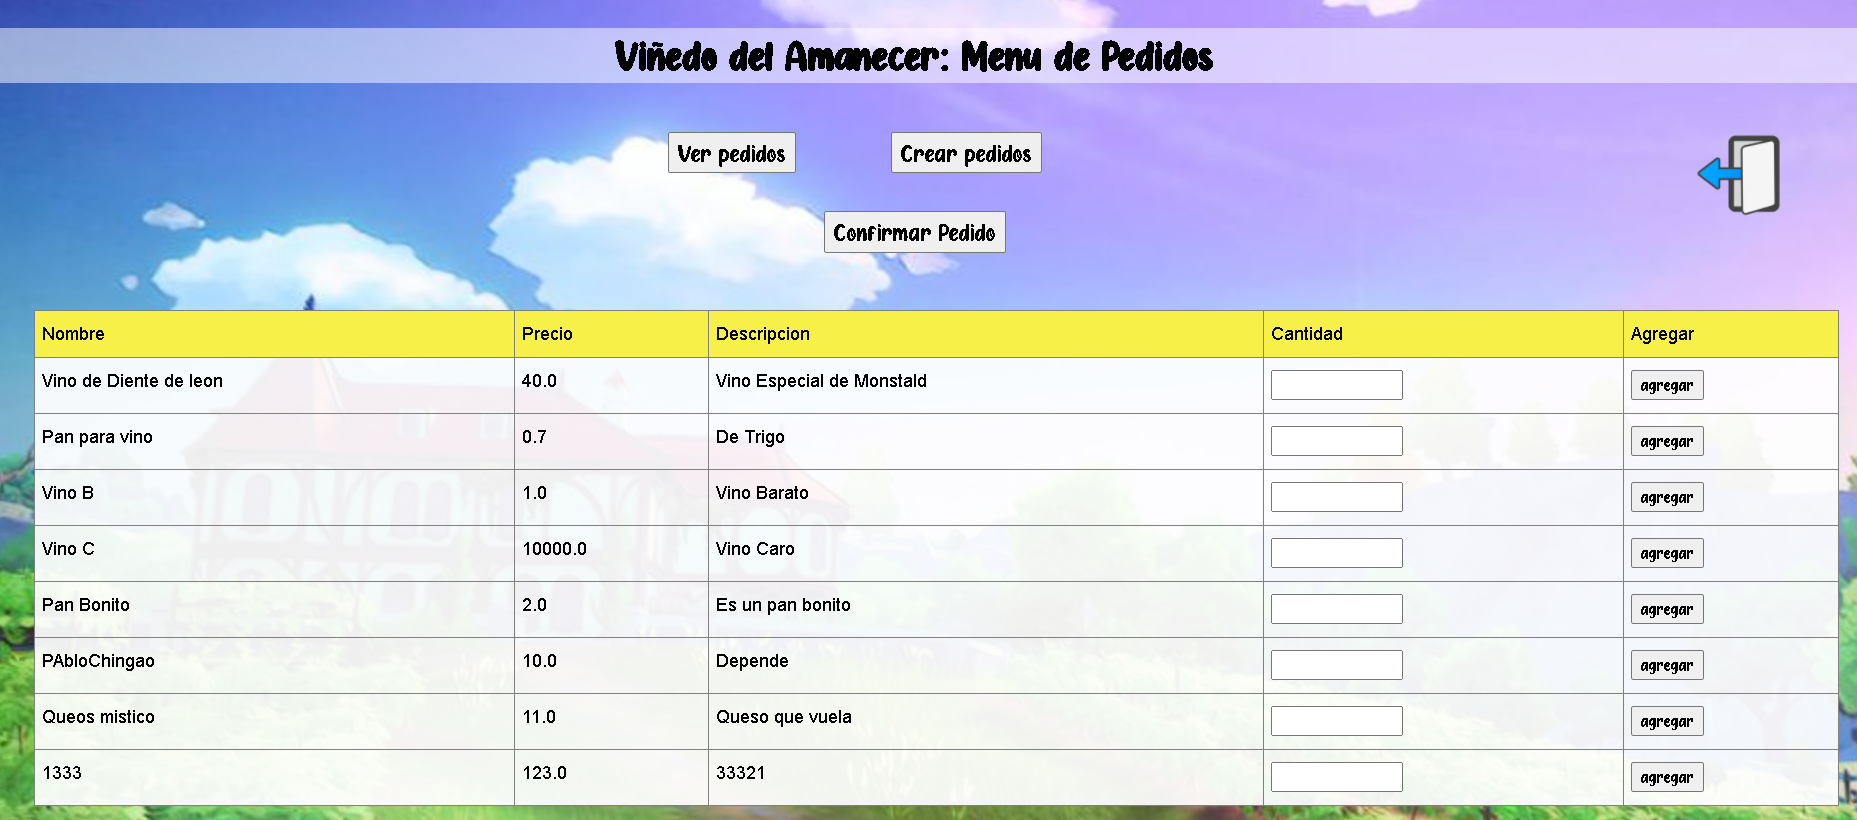 Viñedo del Amanecer: Menu de Pedidos
Ver pedidos Crear pedidos
Confirmar Pedido
Nombre Precio Descripcion Cantidad Agregar
Vino de Diente de leon 40.0 Vino Especial de Monstald agregar
Pan para vino 0.7 De Trigo agregar
Vino B 1.0 Vino Barato agregar
Vino C 10000.0 Vino Caro agregar
Pan Bonito 2.0 Es un pan bonito agregar
PAbloChingao 10.0 Depende agregar
Queos mistico 11.0 Queso que vuela agregar
1333 123.0 33321 agregar